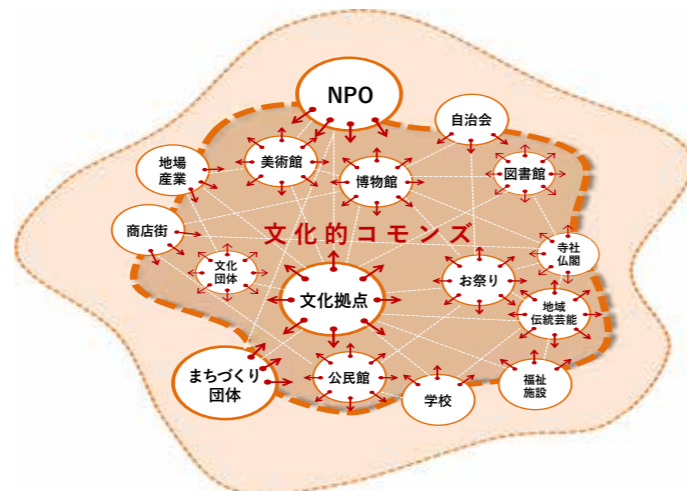 NPO
自治会
地場
産業
美術館
博物館
図書館
商店街
文化的コモンズ
文化
団体
寺社
仏閣
お祭り
文化拠点
地域
伝統芸能
まちづくり
団体
公民館
学校
福祉
施設